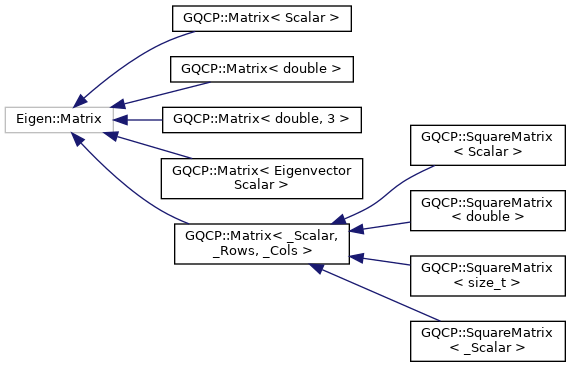 GQCP::Matrix< Scalar >
GQCP::Matrix< double >
Eigen::Matrix
GQCP::Matrix< double, 3 >
GQCP::Matrix< Eigenvector
Scalar >
GQCP::Matrix< _Scalar,
_Rows, _Cols >
GQCP::SquareMatrix
< Scalar >
GQCP::SquareMatrix
< double >
GQCP::SquareMatrix
< size_t >
GQCP::SquareMatrix
< _Scalar >